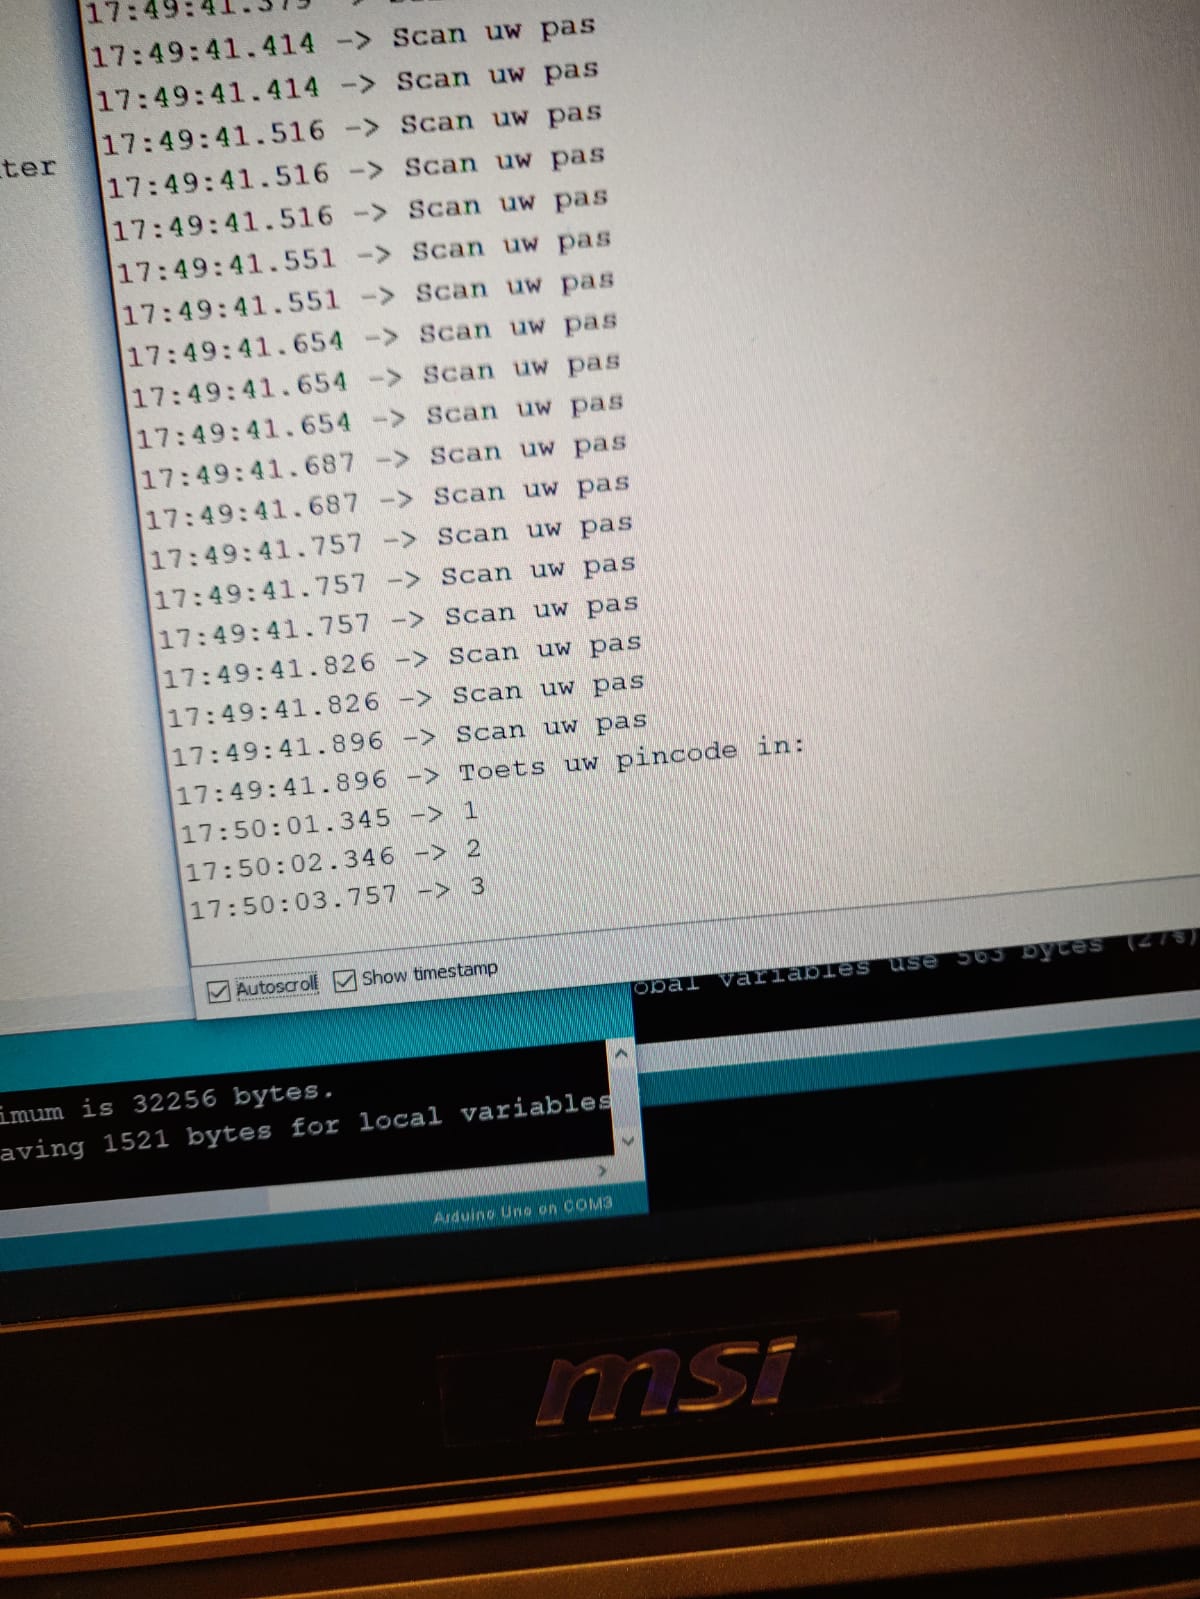 17:49:41.379 ->
17:49:41.414 -> Scan uw pas
17:49:41.414 -> Scan uw pas
17:49:41.516 -> Scan uw pas
17:49:41.516 -> Scan uw pas
17:49:41.516 -> Scan uw pas
17:49:41.551 -> Scan uw pas
17:49:41.551 -> Scan uw pas
17:49:41.654 -> Scan uw pas
17:49:41.654 -> Scan uw pas
17:49:41.654 -> Scan uw pas
17:49:41.687 -> Scan uw pas
17:49:41.687 -> Scan uw pas
17:49:41.757 -> Scan uw pas
17:49:41.757 -> Scan uw pas
17:49:41.757 -> Scan uw pas
17:49:41.826 -> Scan uw pas
17:49:41.826 -> Scan uw pas
17:49:41.896 -> Scan uw pas
17:49:41.896 -> Toets uw pincode in:
17:50:01.345 -> 1
17:50:02.346 -> 2
17:50:03.757 -> 3
ter
Autoscroll Show timestamp
obal variables use 563 bytes (27%)
imum is 32256 bytes.
aving 1521 bytes for local variables
Arduino Uno on COM3
msi